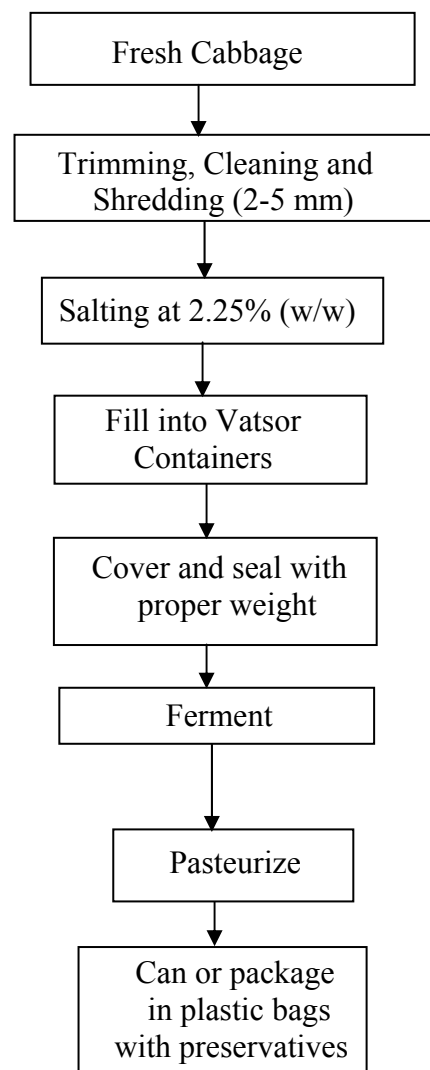 Fresh Cabbage
Trimming, Cleaning and
Shredding (2-5 mm)
Salting at 2.25% (w/w)
Fill into Vatsor
Containers
Cover and seal with
proper weight
Ferment
Pasteurize
Can or package
in plastic bags
with preservatives